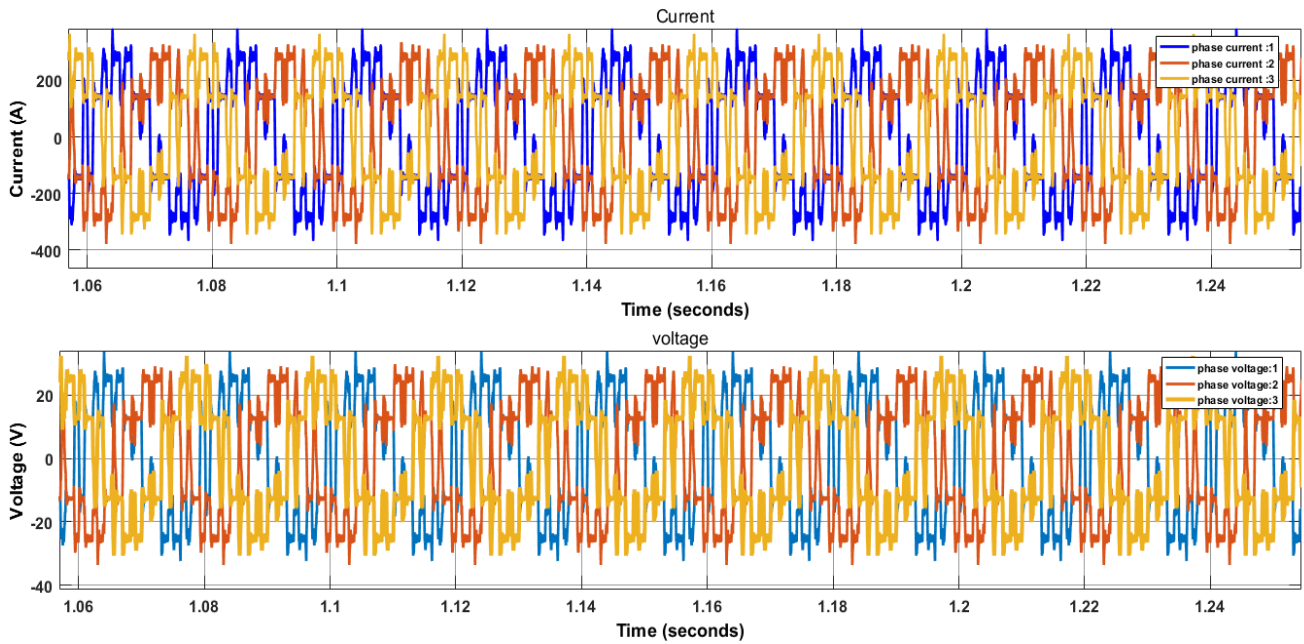 Current
phase current :1
phase current :2
phase current :3
200
0
-200
-400
Current (A)
1.06 1.08 1.1 1.12 1.14 1.16 1.18 1.2 1.22 1.24
Time (seconds)
voltage
phase voltage:1
phase voltage:2
phase voltage:3
20
0
-20
-40
Voltage (V)
1.06 1.08 1.1 1.12 1.14 1.16 1.18 1.2 1.22 1.24
Time (seconds)